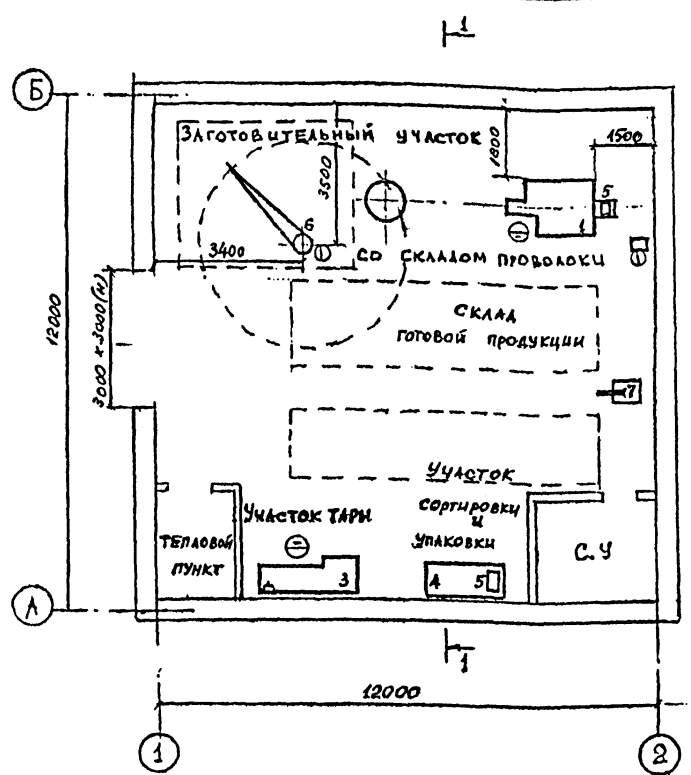 1
Б
ЗАГОТОВИТЕЛЬНЫЙ УЧАСТОК
1800
1500
3500
5
6
1
3400
СО СКЛАДОМ ПРОВОЛОКИ
12000
3000 х 3000(н)
СКЛАД
ГОТОВОЙ ПРОДУКЦИИ
7
УЧАСТОК
СОРТИРОВКИ
И
УПАКОВКИ
УЧАСТОК ТАРЫ
ТЕПЛОВОЙ
ПУНКТ
С.У
3
4
5
А
1
12000
1
2